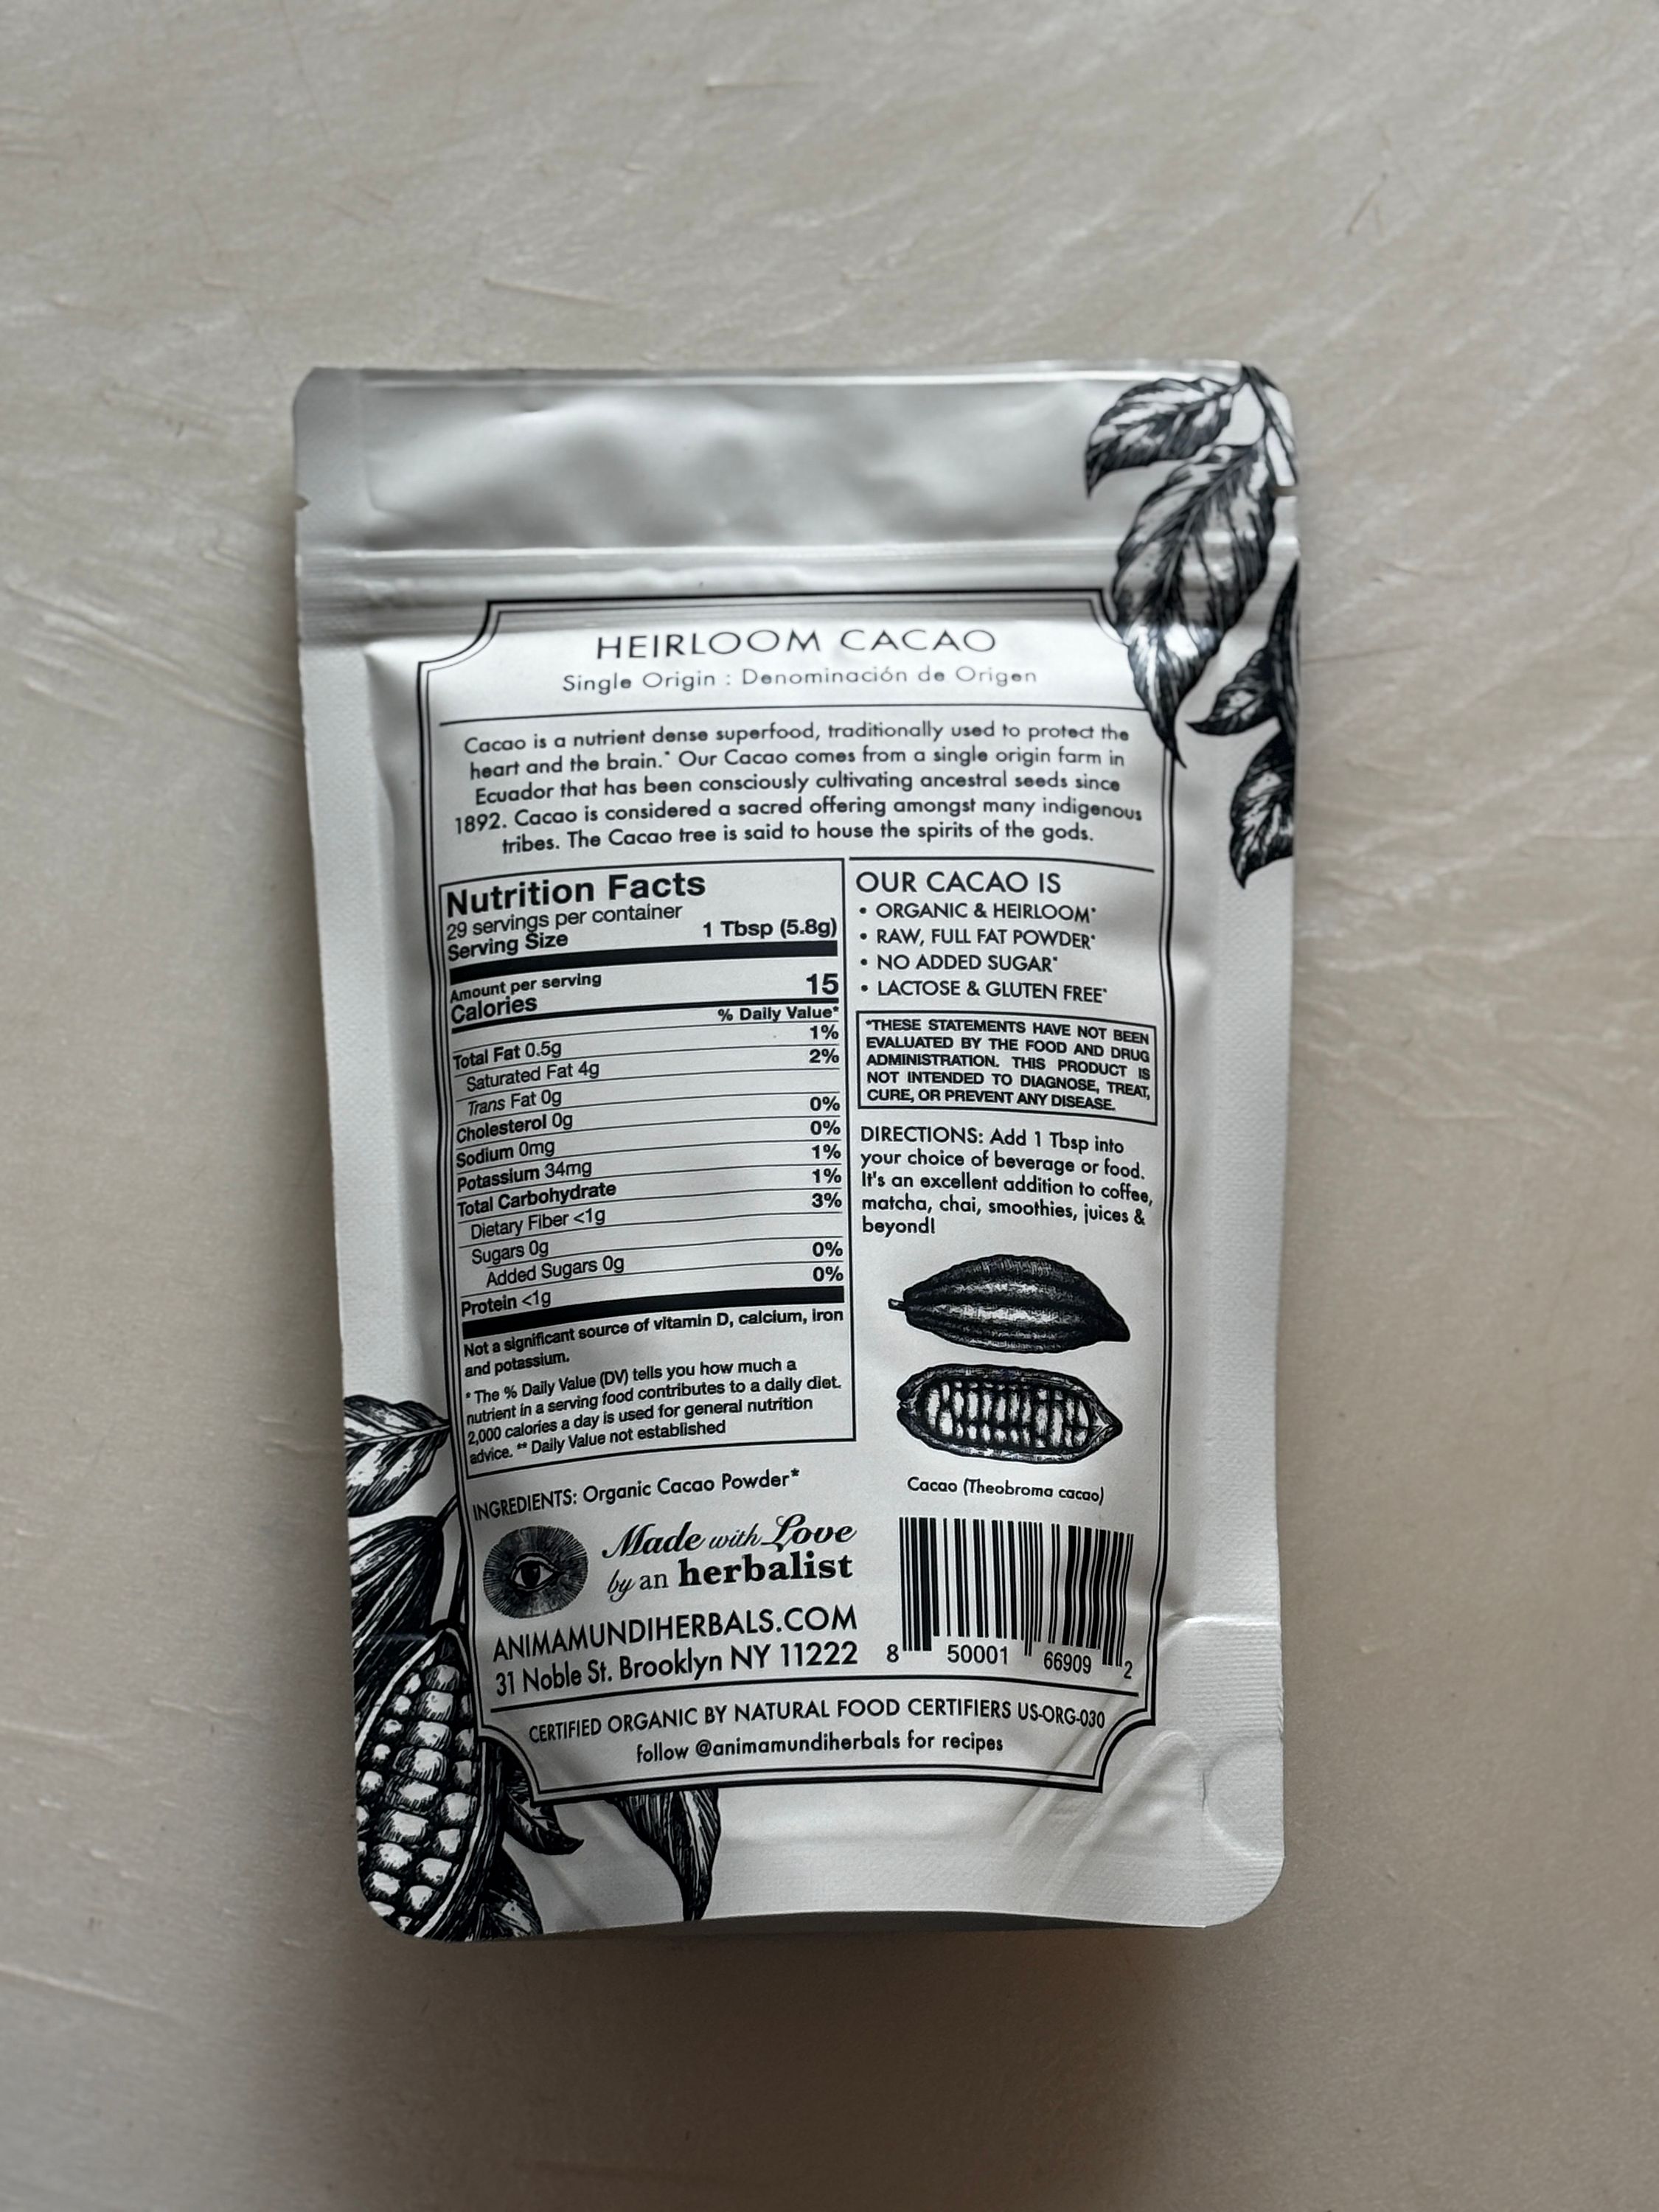 HEIRLOOM CACAO
Single Origin : Denominación de Origen
Cacao is a nutrient dense superfood, traditionally used to protect the
heart and the brain.* Our Cacao comes from a single origin farm in
Ecuador that has been consciously cultivating ancestral seeds since
1892. Cacao is considered a sacred offering amongst many indigenous
tribes. The Cacao tree is said to house the spirits of the gods.
Nutrition Facts
29 servings per container
Serving Size 1 Tbsp (5.8g)
Amount per serving
Calories 15
% Daily Value*
Total Fat 0.5g 1%
Saturated Fat 4g 2%
Trans Fat 0g
Cholesterol 0g 0%
Sodium 0mg 0%
Potassium 34mg 1%
Total Carbohydrate 1%
Dietary Fiber <1g 3%
Sugars 0g
Added Sugars 0g 0%
Protein <1g 0%
Not a significant source of vitamin D, calcium, iron
and potassium.
* The % Daily Value (DV) tells you how much a
nutrient in a serving food contributes to a daily diet.
2,000 calories a day is used for general nutrition
advice. ** Daily Value not established
INGREDIENTS: Organic Cacao Powder*
Made with Love
by an herbalist
ANIMAMUNDIHERBALS.COM
31 Noble St. Brooklyn NY 11222
OUR CACAO IS
• ORGANIC & HEIRLOOM*
• RAW, FULL FAT POWDER*
• NO ADDED SUGAR*
• LACTOSE & GLUTEN FREE*
*THESE STATEMENTS HAVE NOT BEEN
EVALUATED BY THE FOOD AND DRUG
ADMINISTRATION. THIS PRODUCT IS
NOT INTENDED TO DIAGNOSE, TREAT,
CURE, OR PREVENT ANY DISEASE.
DIRECTIONS: Add 1 Tbsp into
your choice of beverage or food.
It's an excellent addition to coffee,
matcha, chai, smoothies, juices &
beyond!
Cacao (Theobroma cacao)
8 50001 66909 2
CERTIFIED ORGANIC BY NATURAL FOOD CERTIFIERS US-ORG-030
follow @animamundiherbals for recipes